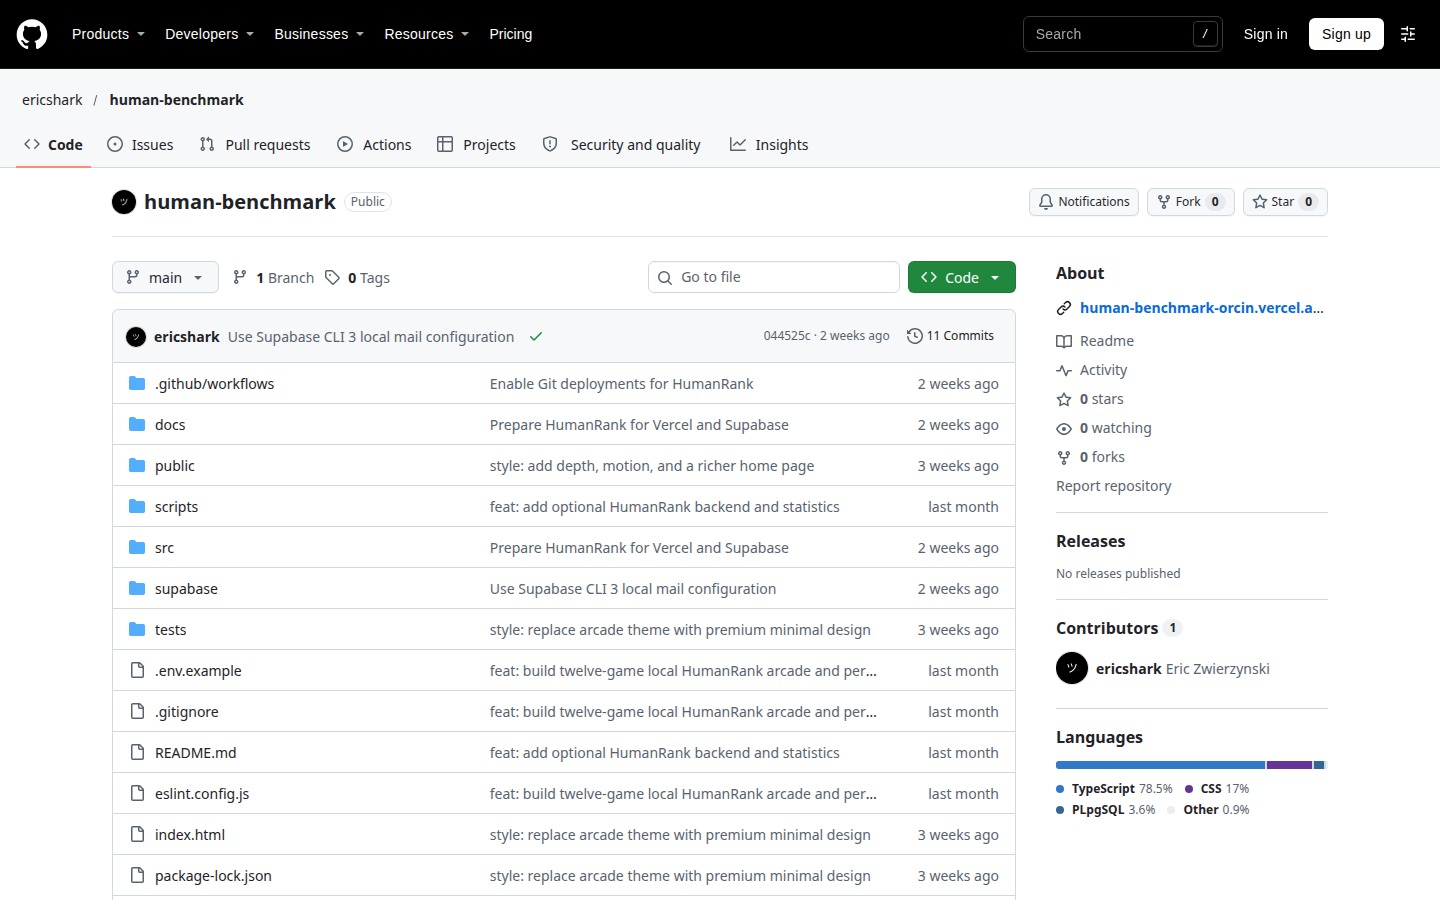 Products Developers Businesses Resources Pricing Search / Sign in Sign up
ericshark / human-benchmark
Code Issues Pull requests Actions Projects Security and quality Insights
human-benchmark Public Notifications Fork 0 Star 0
main 1 Branch 0 Tags Go to file Code
ericshark Use Supabase CLI 3 local mail configuration 044525c · 2 weeks ago 11 Commits
.github/workflows Enable Git deployments for HumanRank 2 weeks ago
docs Prepare HumanRank for Vercel and Supabase 2 weeks ago
public style: add depth, motion, and a richer home page 3 weeks ago
scripts feat: add optional HumanRank backend and statistics last month
src Prepare HumanRank for Vercel and Supabase 2 weeks ago
supabase Use Supabase CLI 3 local mail configuration 2 weeks ago
tests style: replace arcade theme with premium minimal design 3 weeks ago
.env.example feat: build twelve-game local HumanRank arcade and per... last month
.gitignore feat: build twelve-game local HumanRank arcade and per... last month
README.md feat: add optional HumanRank backend and statistics last month
eslint.config.js feat: build twelve-game local HumanRank arcade and per... last month
index.html style: replace arcade theme with premium minimal design 3 weeks ago
package-lock.json style: replace arcade theme with premium minimal design 3 weeks ago
About
human-benchmark-orcin.vercel.a...
Readme
Activity
0 stars
0 watching
0 forks
Report repository
Releases
No releases published
Contributors 1
ツ ericshark Eric Zwierzynski
Languages
TypeScript 78.5% CSS 17%
PLpgSQL 3.6% Other 0.9%